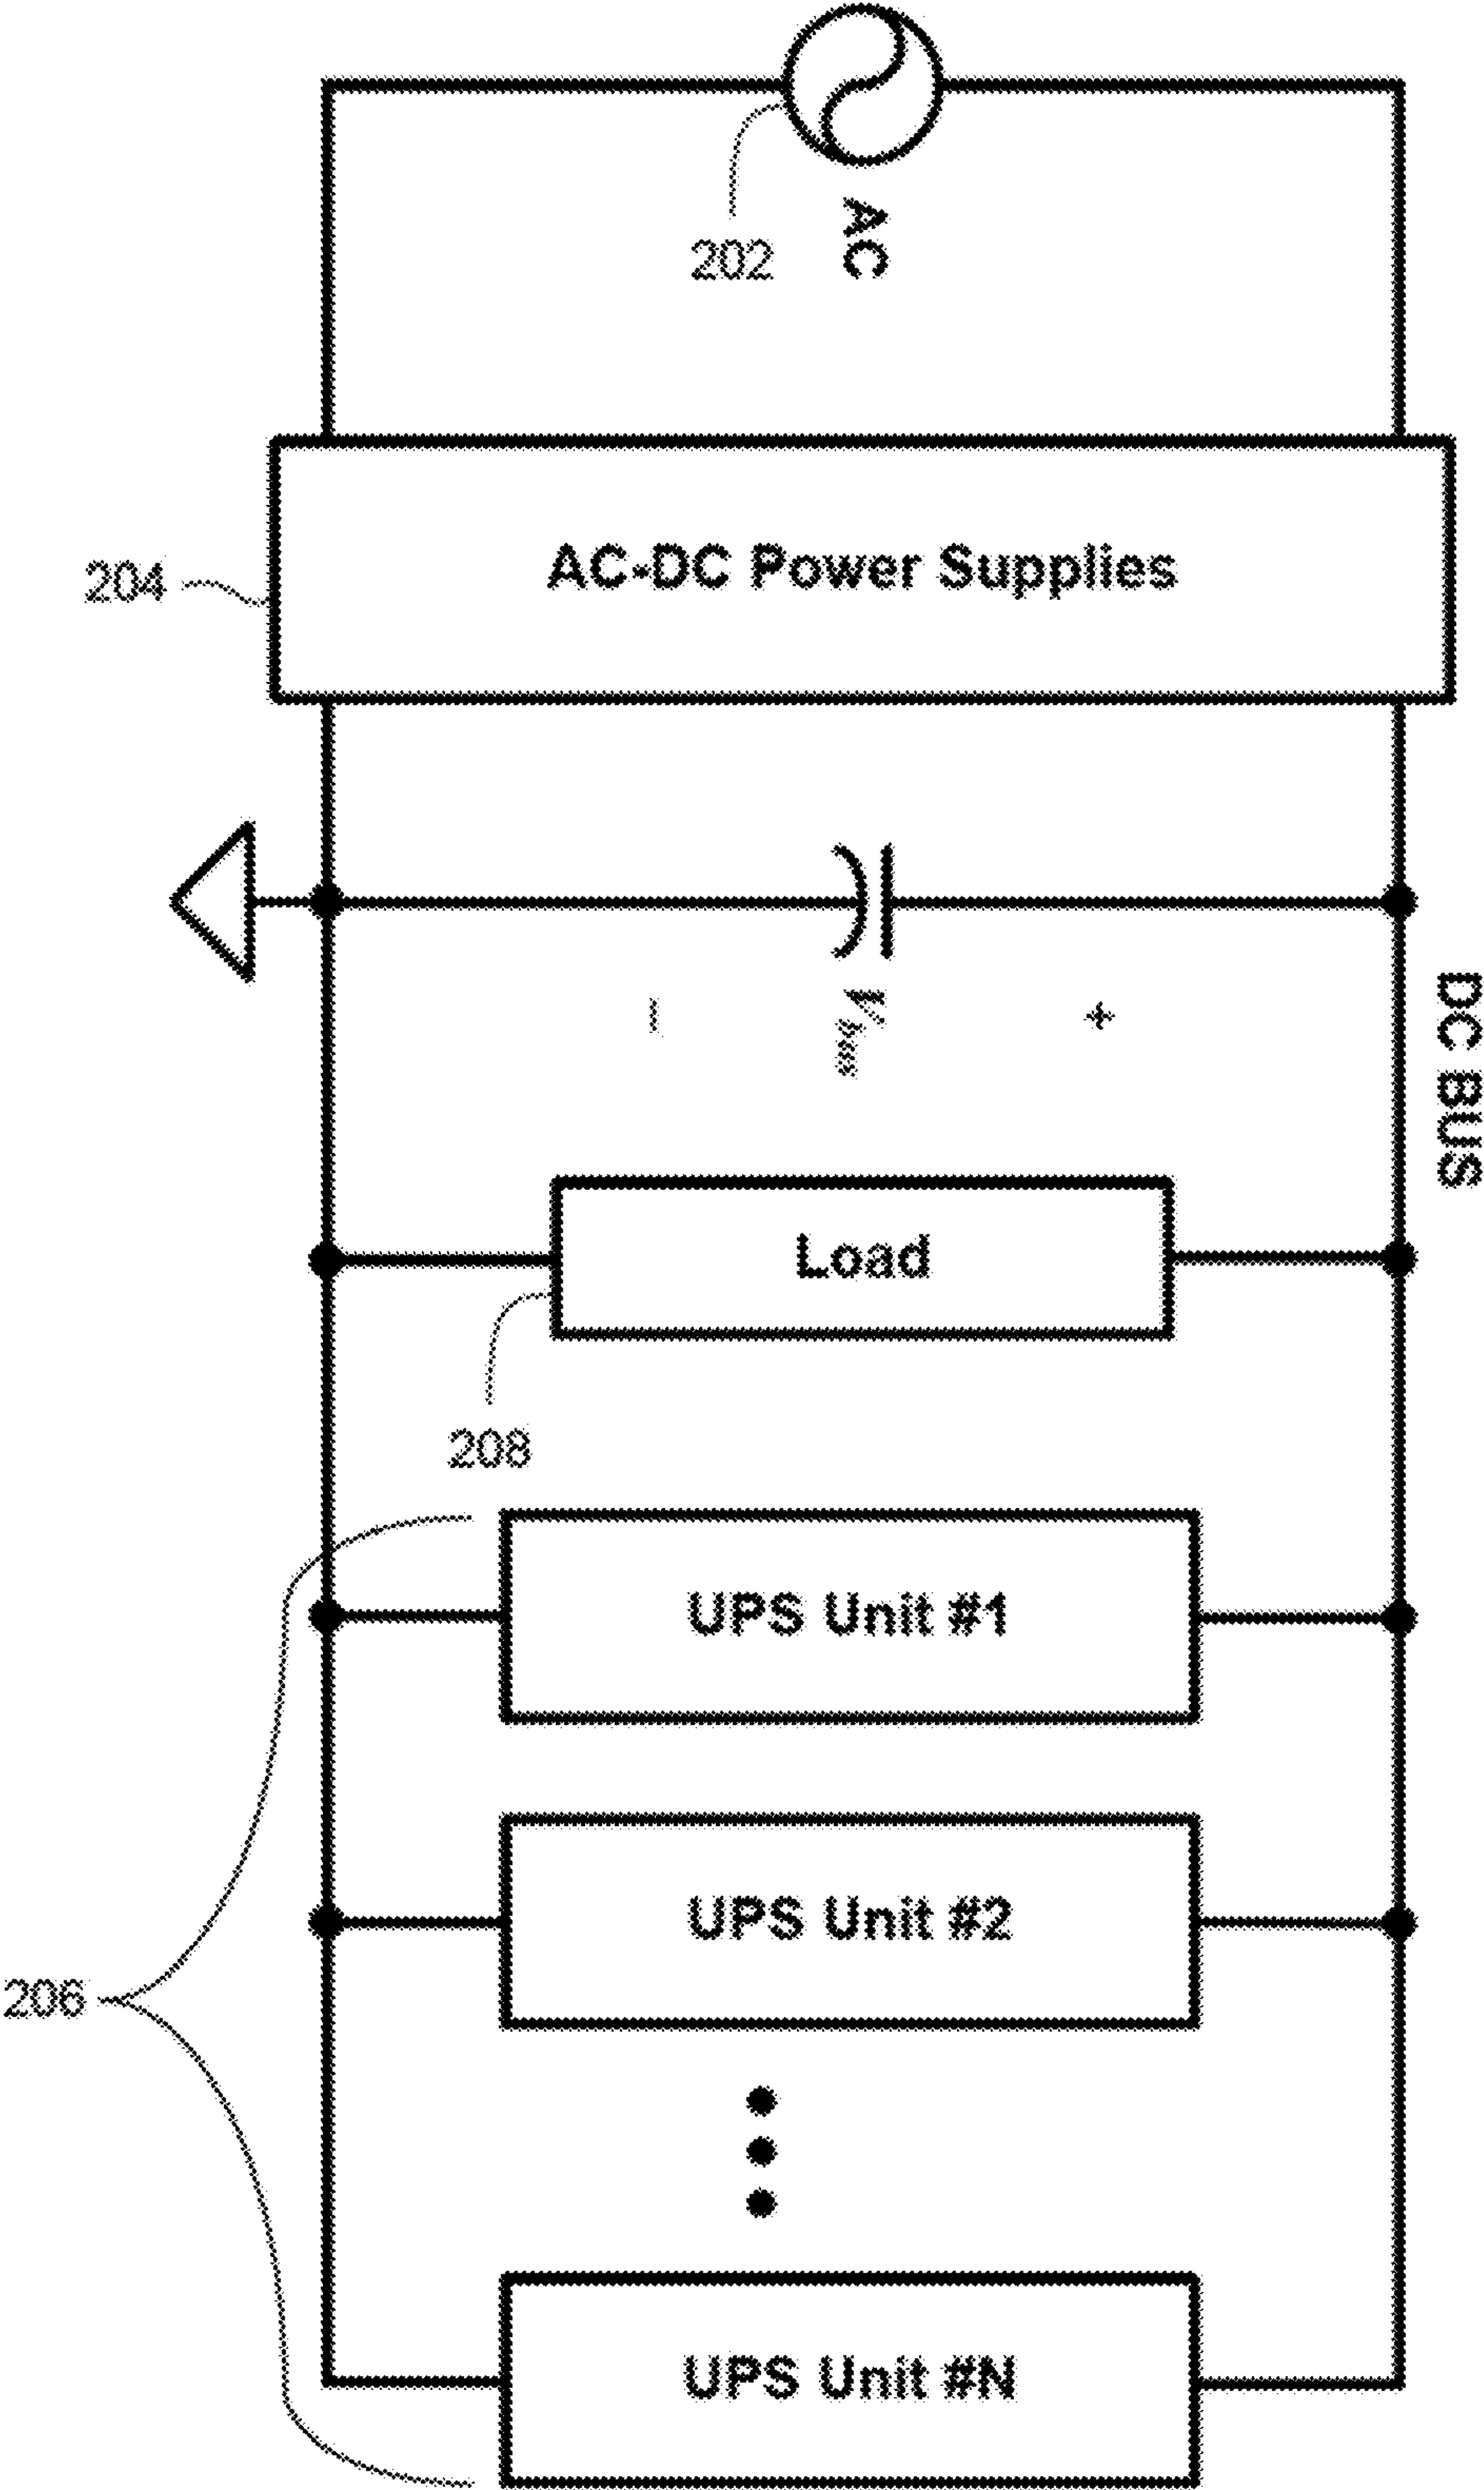 AC
202
AC-DC Power Supplies
204
+
Vbus
–
DC BUS
Load
208
UPS Unit #1
UPS Unit #2
206
UPS Unit #N